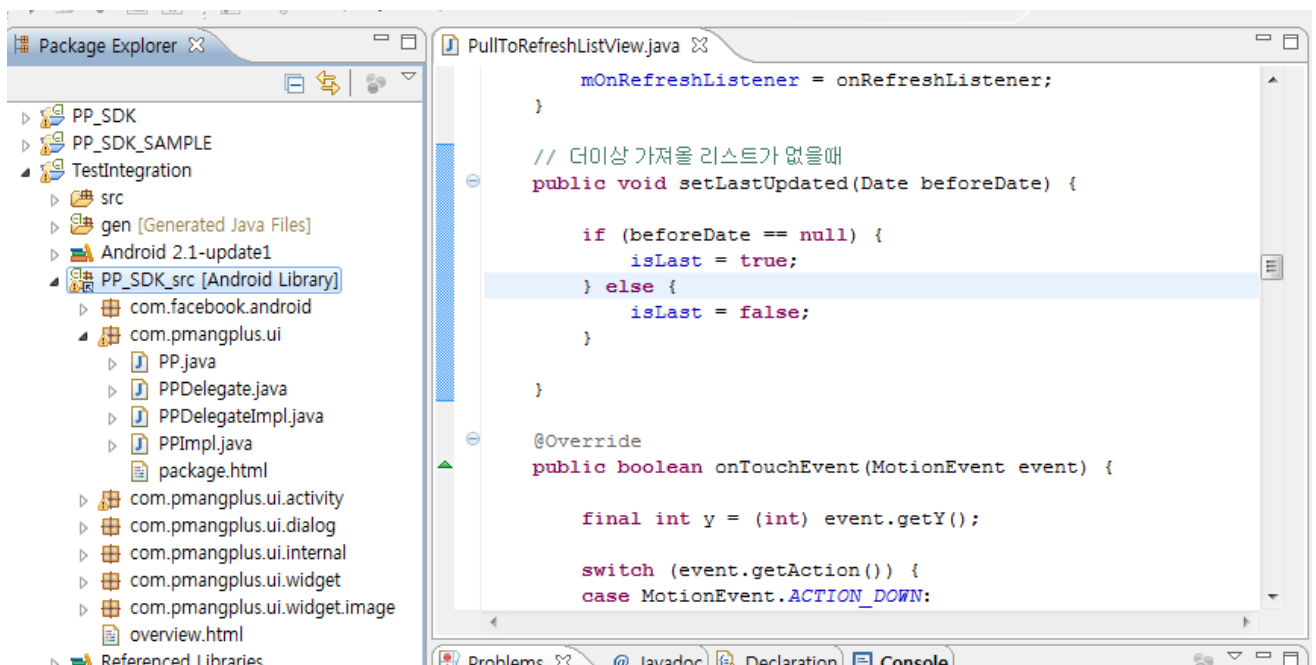 Package Explorer
PP_SDK
PP_SDK_SAMPLE
TestIntegration
src
gen [Generated Java Files]
Android 2.1-update1
PP_SDK_src [Android Library]
com.facebook.android
com.pmangplus.ui
PP.java
PPDelegate.java
PPDelegateImpl.java
PPImpl.java
package.html
com.pmangplus.ui.activity
com.pmangplus.ui.dialog
com.pmangplus.ui.internal
com.pmangplus.ui.widget
com.pmangplus.ui.widget.image
overview.html
Referenced Libraries
PullToRefreshListView.java
mOnRefreshListener = onRefreshListener;
}
// 더이상 가져올 리스트가 없을때
public void setLastUpdated(Date beforeDate) {
if (beforeDate == null) {
isLast = true;
} else {
isLast = false;
}
}
@Override
public boolean onTouchEvent(MotionEvent event) {
final int y = (int) event.getY();
switch (event.getAction()) {
case MotionEvent.ACTION_DOWN:
Problems @ Javadoc Declaration Console